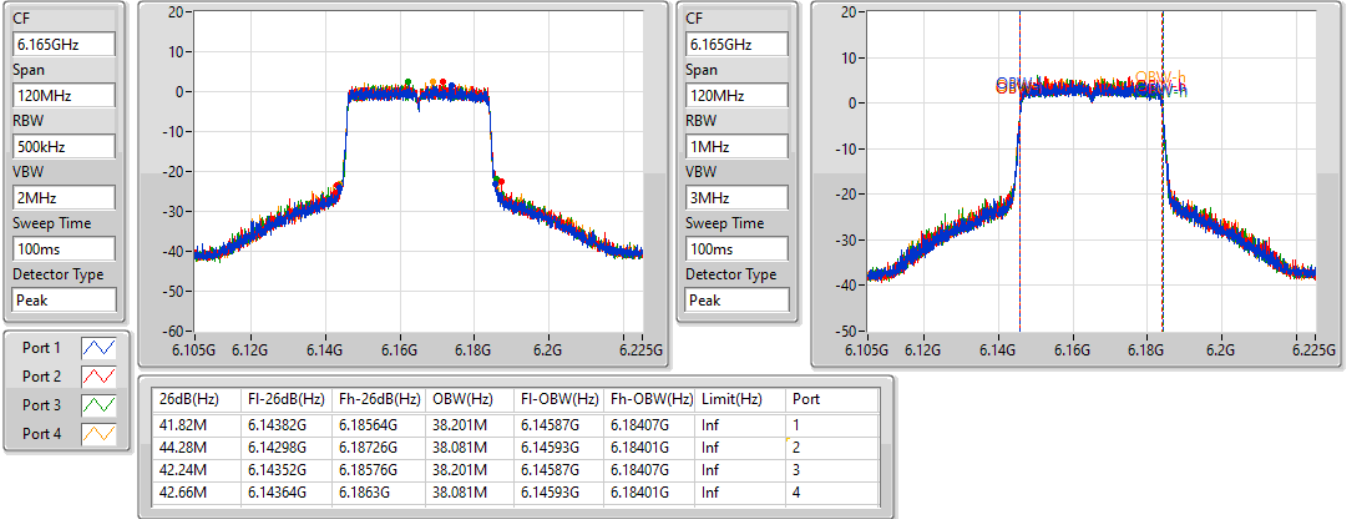 CF
6.165GHz
Span
120MHz
RBW
500kHz
VBW
2MHz
Sweep Time
100ms
Detector Type
Peak
20
10
0
-10
-20
-30
-40
-50
-60
6.105G 6.12G 6.14G 6.16G 6.18G 6.2G 6.225G
CF
6.165GHz
Span
120MHz
RBW
1MHz
VBW
3MHz
Sweep Time
100ms
Detector Type
Peak
20
10
0
-10
-20
-30
-40
-50
OBW-h
OBW-h
6.105G 6.12G 6.14G 6.16G 6.18G 6.2G 6.225G
Port 1
Port 2
Port 3
Port 4
26dB(Hz) Fl-26dB(Hz) Fh-26dB(Hz) OBW(Hz) Fl-OBW(Hz) Fh-OBW(Hz) Limit(Hz) Port
41.82M 6.14382G 6.18564G 38.201M 6.14587G 6.18407G Inf 1
44.28M 6.14298G 6.18726G 38.081M 6.14593G 6.18401G Inf 2
42.24M 6.14352G 6.18576G 38.201M 6.14587G 6.18407G Inf 3
42.66M 6.14364G 6.1863G 38.081M 6.14593G 6.18401G Inf 4